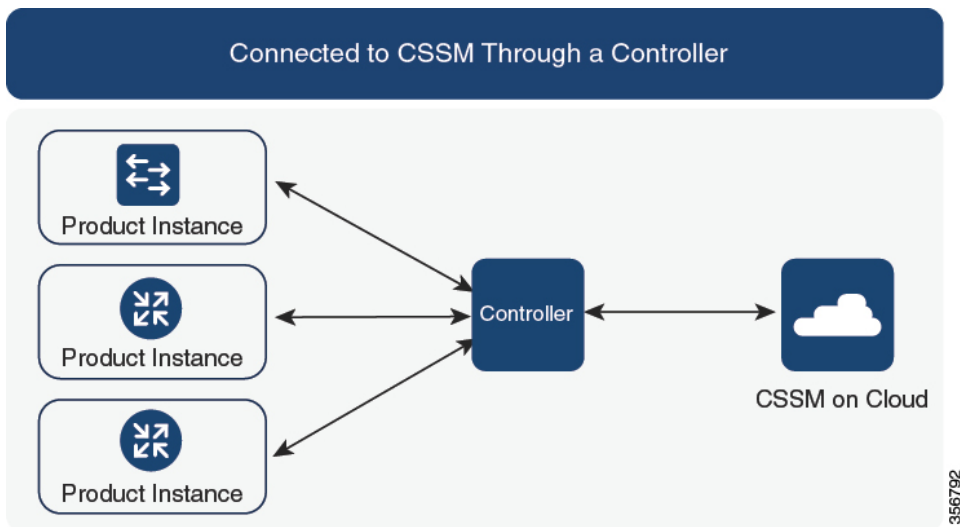 Connected to CSSM Through a Controller
Product Instance
Product Instance
Product Instance
Controller
CSSM on Cloud
356792